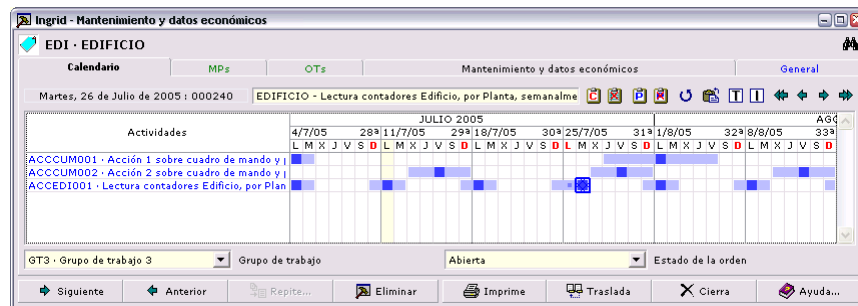 Ingrid - Mantenimiento y datos económicos
EDI · EDIFICIO
Calendario MPs OTs Mantenimiento y datos económicos General
Martes, 26 de Julio de 2005 : 000240 EDIFICIO - Lectura contadores Edificio, por Planta, semanalme
JULIO 2005 AGO
Actividades 4/7/05 28ª 11/7/05 29ª 18/7/05 30ª 25/7/05 31ª 1/8/05 32ª 8/8/05 33ª
L M X J V S D L M X J V S D L M X J V S D L M X J V S D L M X J V S D L M X J V S D
ACCCUM001 · Acción 1 sobre cuadro de mando y
ACCCUM002 · Acción 2 sobre cuadro de mando y
ACCEDI001 · Lectura contadores Edificio, por Plan
GT3 · Grupo de trabajo 3 Grupo de trabajo Abierta Estado de la orden
Siguiente Anterior Repite... Eliminar Imprime Traslada Cierra Ayuda...